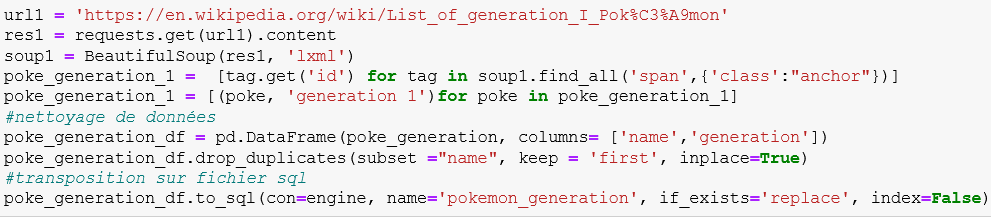 url1 = 'https://en.wikipedia.org/wiki/List_of_generation_I_Pok%C3%A9mon'
res1 = requests.get(url1).content
soup1 = BeautifulSoup(res1, 'lxml')
poke_generation_1 =  [tag.get('id') for tag in soup1.find_all('span',{'class':"anchor"})]
poke_generation_1 = [(poke, 'generation 1')for poke in poke_generation_1]
#nettoyage de données
poke_generation_df = pd.DataFrame(poke_generation, columns= ['name','generation'])
poke_generation_df.drop_duplicates(subset ="name", keep = 'first', inplace=True)
#transposition sur fichier sql
poke_generation_df.to_sql(con=engine, name='pokemon_generation', if_exists='replace', index=False)